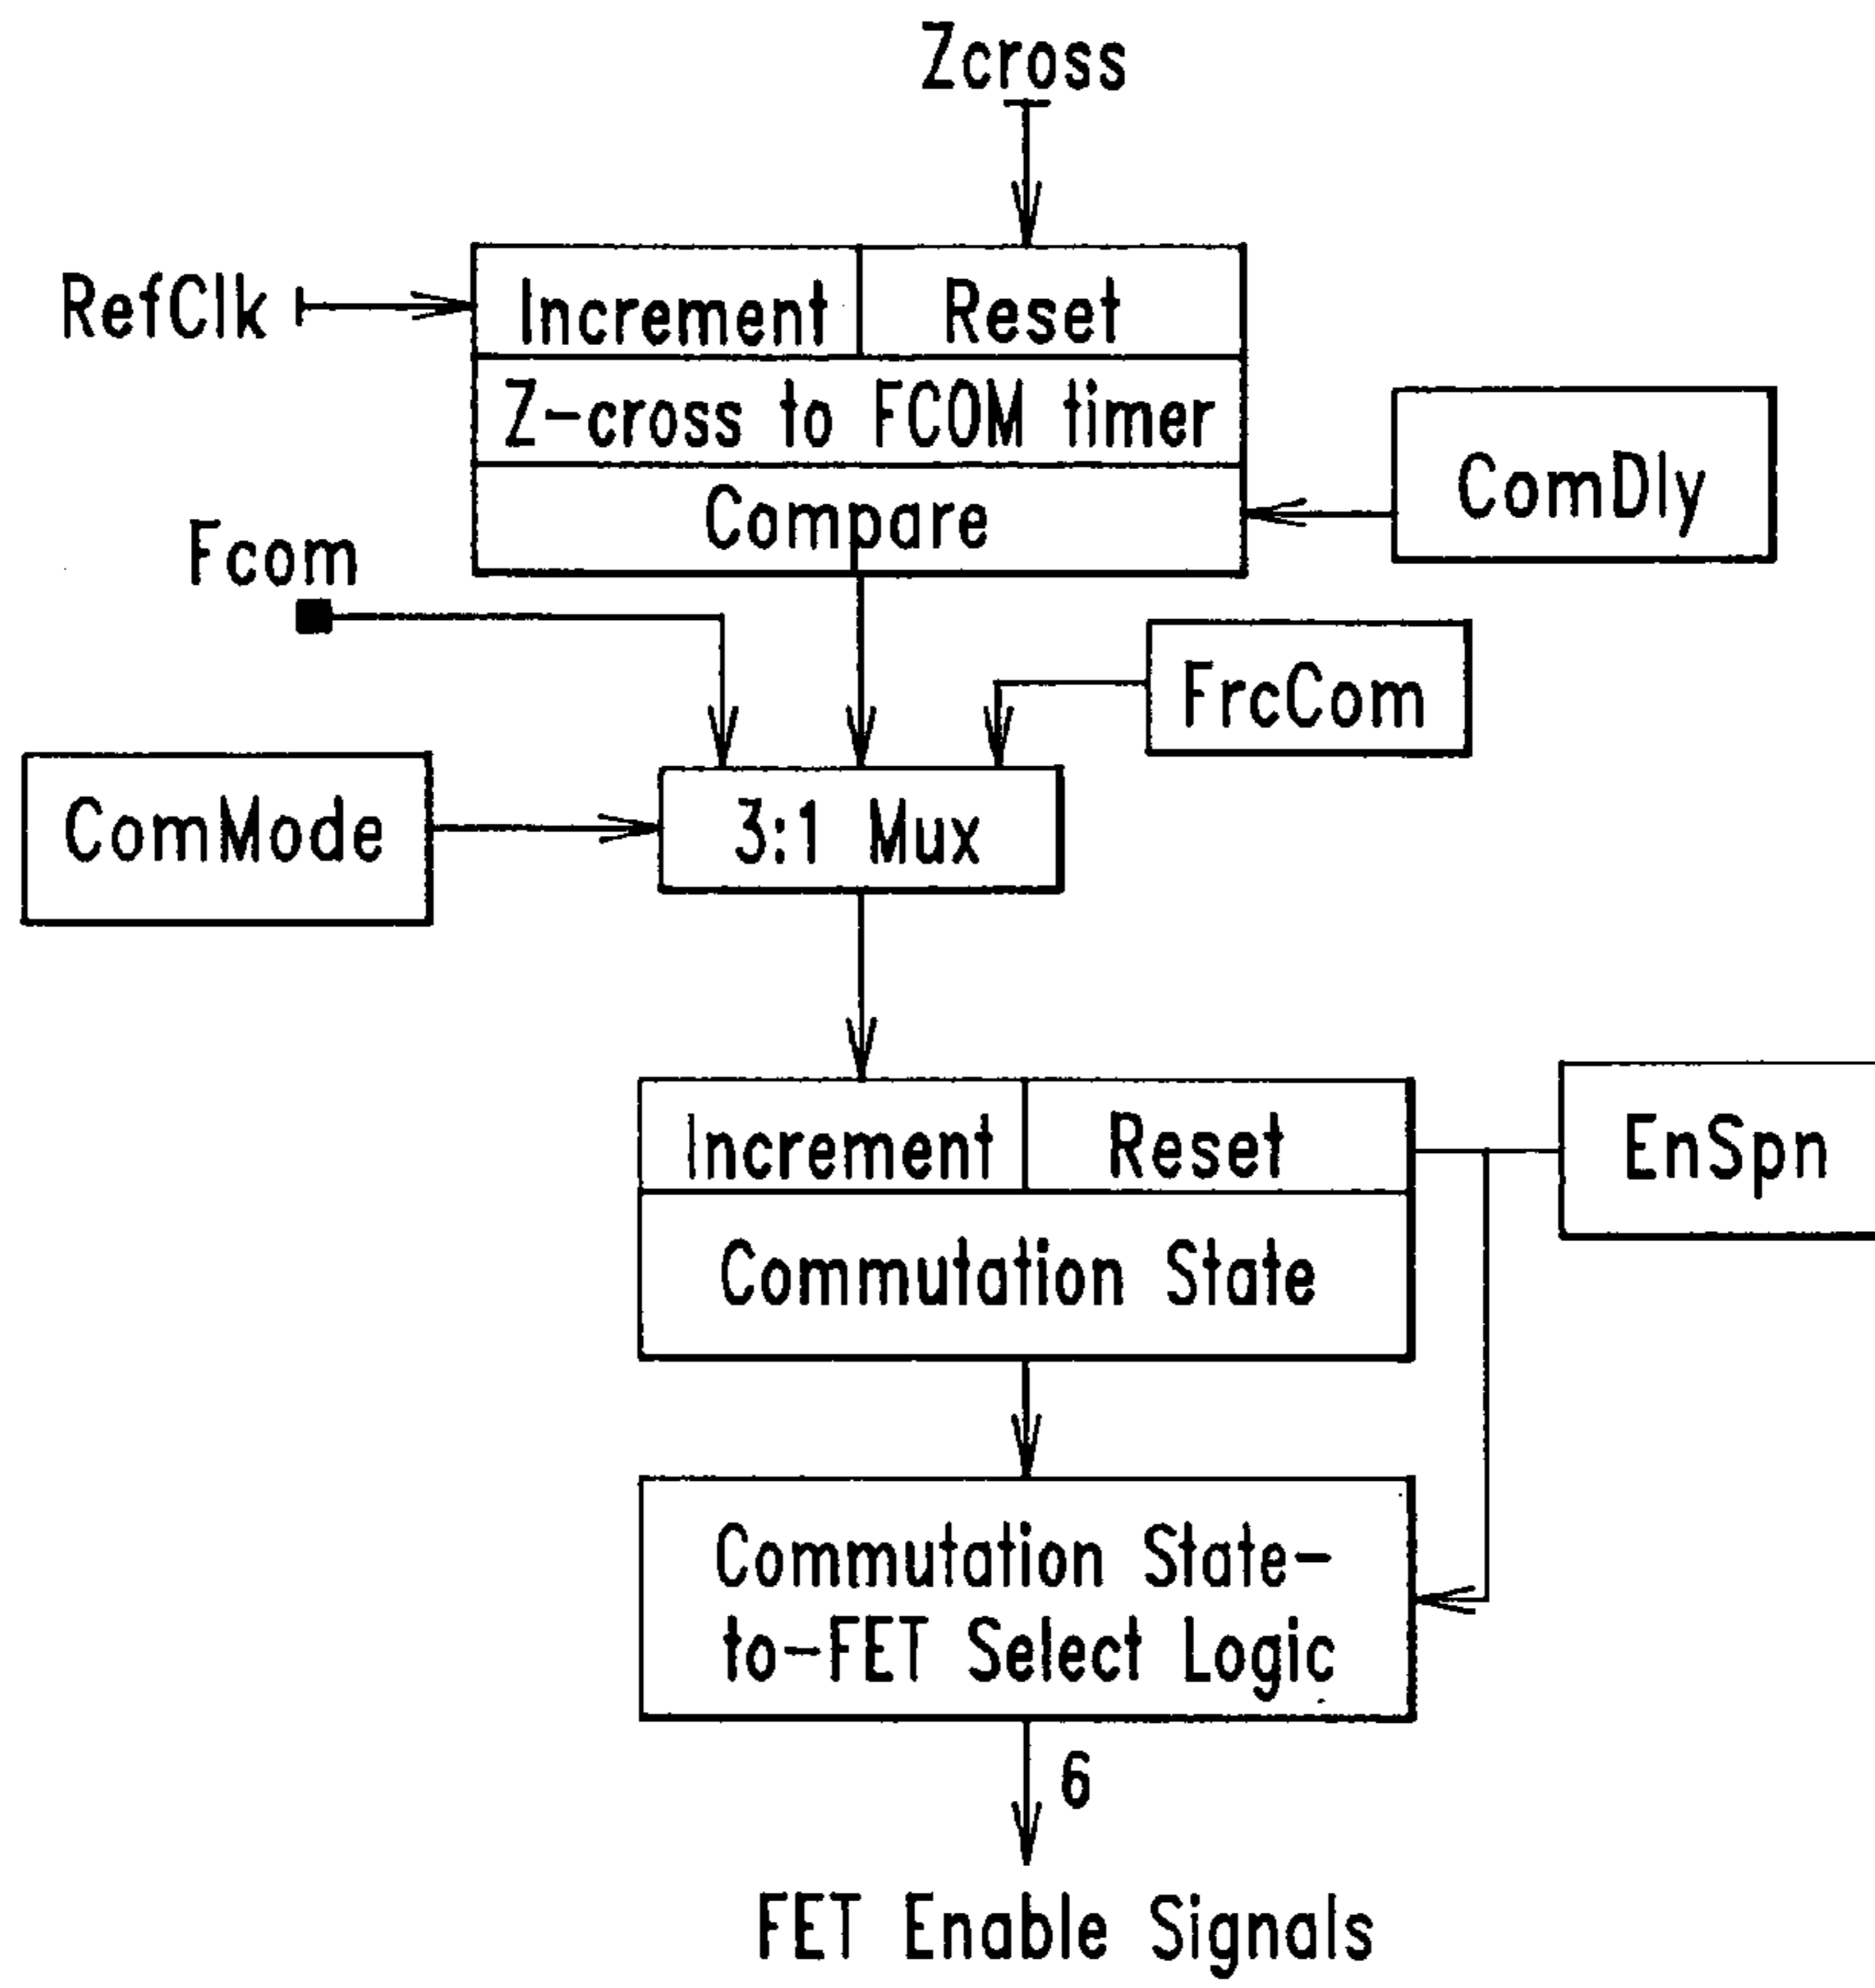 Zcross
RefClk
Increment
Reset
Z-cross to FCOM timer
Compare
ComDly
Fcom
FrcCom
ComMode
3:1 Mux
Increment
Reset
EnSpn
Commutation State
Commutation State-
to-FET Select Logic
6
FET Enable Signals